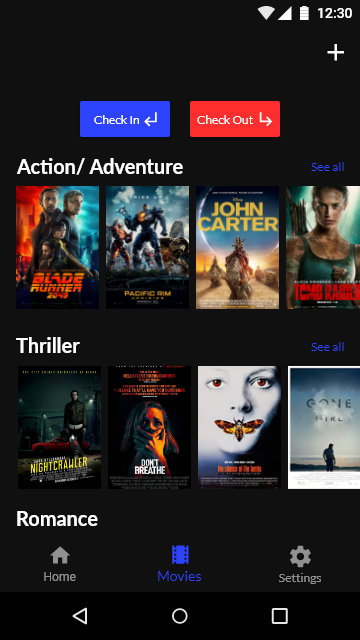 12:30
Check In
Check Out
Action/ Adventure
See all
BLADE
RUNNER
2049
PACIFIC RIM
UPRISING
Disney
JOHN
CARTER
TOMB RAIDER
Thriller
See all
NIGHTCRAWLER
DON'T
BREATHE
the silence of the lambs
GONE
GIRL
Romance
Home
Movies
Settings